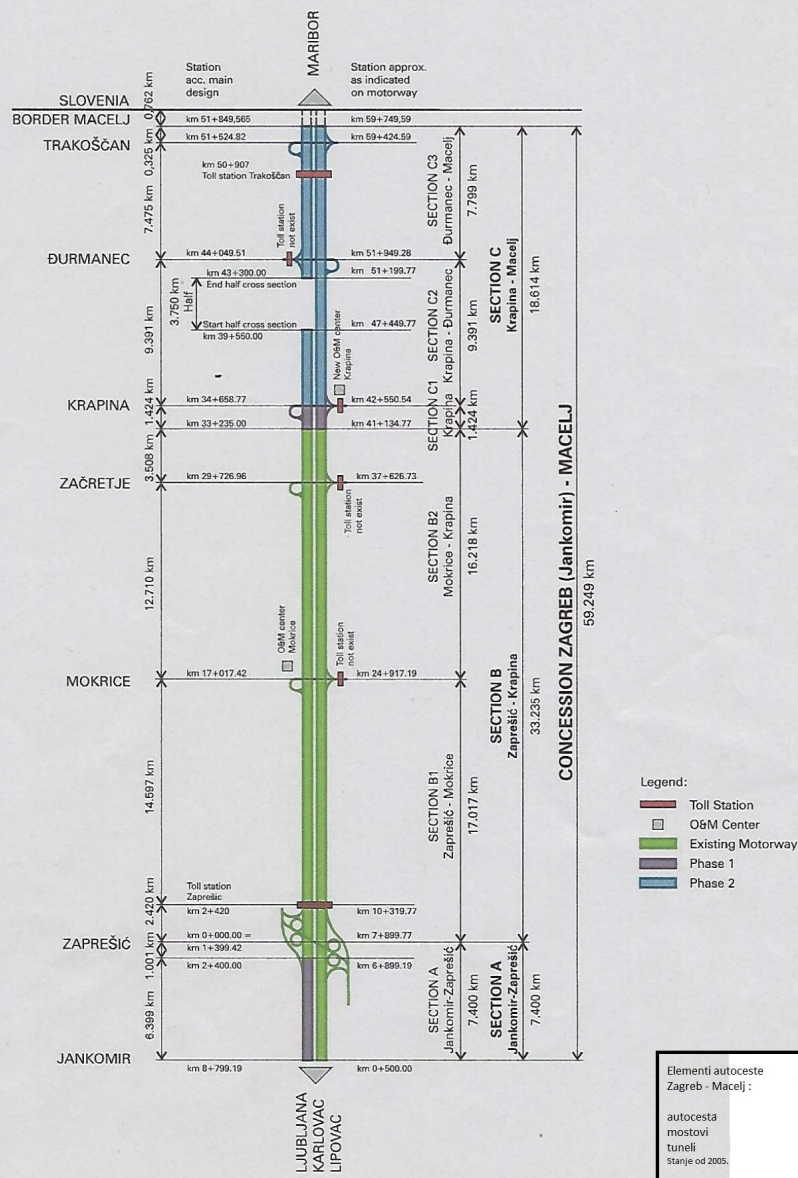 MARIBOR
Station
acc. main
design
Station approx.
as indicated
on motorway
0,762 km
SLOVENIA
BORDER MACELJ
km 51+849,565
km 59+749,59
0,325 km
TRAKOŠČAN
km 51+524.82
km 59+424.59
km 50+907
Toll station Trakoščan
7.475 km
SECTION C3
Đurmanec - Macelj
7.799 km
Toll station
not exist
ĐURMANEC
km 44+049.51
km 51+949.28
km 43+300.00
km 51+199.77
End half cross section
3.750 km
Half
9.391 km
Start half cross section
km 47+449.77
km 39+550.00
SECTION C2
Krapina - Đurmanec
9.391 km
SECTION C
Krapina - Macelj
18.614 km
New O&M center
Krapina
KRAPINA
km 34+658.77
km 42+550.54
1.424 km
km 33+235.00
km 41+134.77
SECTION C1
Krapina
1.424 km
3.508 km
ZAČRETJE
km 29+726.96
km 37+626.73
Toll station
not exist
12.710 km
SECTION B2
Mokrice - Krapina
16.218 km
O&M center
Mokrice
Toll station
not exist
MOKRICE
km 17+017.42
km 24+917.19
SECTION B
Zaprešić - Krapina
33.235 km
CONCESSION ZAGREB (Jankomir) - MACELJ
59.249 km
14.597 km
SECTION B1
Zaprešić - Mokrice
17.017 km
Toll station
Zaprešic
km 2+420
km 10+319.77
2.420 km
ZAPREŠIĆ
km 0+000.00 =
km 7+899.77
km 1+399.42
1.001 km
km 2+400.00
km 6+899.19
6.399 km
SECTION A
Jankomir-Zaprešić
7.400 km
SECTION A
Jankomir-Zaprešić
7.400 km
JANKOMIR
km 8+799.19
km 0+500.00
LJUBLJANA
KARLOVAC
LIPOVAC
Legend:
Toll Station
O&M Center
Existing Motorway
Phase 1
Phase 2
Elementi autoceste
Zagreb - Macelj :
autocesta
mostovi
tuneli
Stanje od 2005.